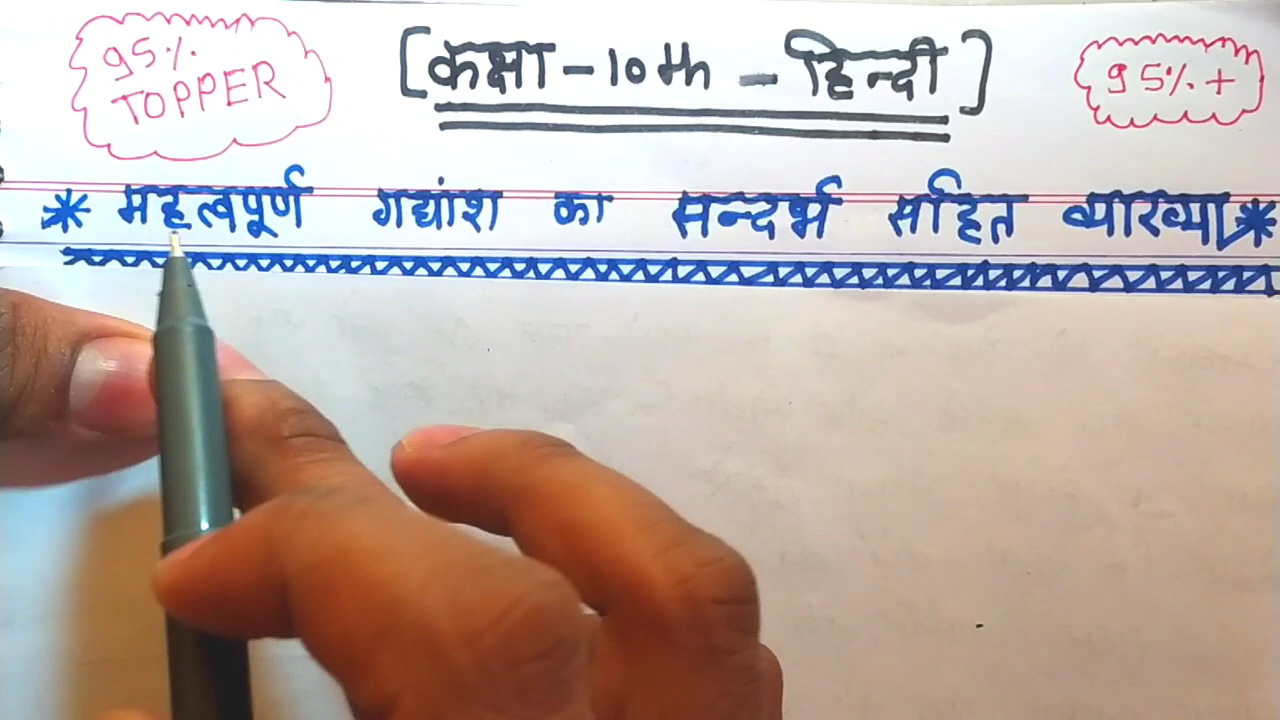 95%.
TOPPER
[कक्षा - 10th - हिन्दी]
95%.+
* महत्वपूर्ण गद्यांश का सन्दर्भ सहित व्याख्या *